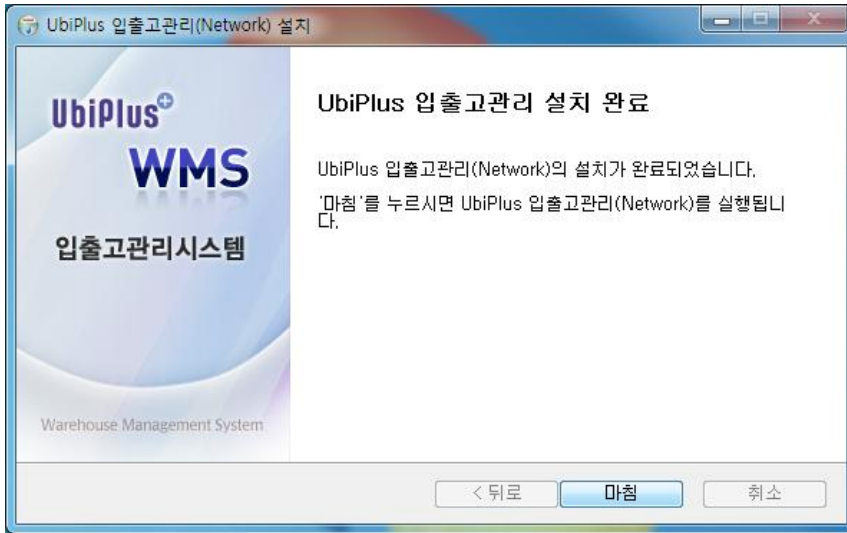 UbiPlus 입출고관리(Network) 설치
UbiPlus
WMS
입출고관리시스템
Warehouse Management System
UbiPlus 입출고관리 설치 완료
UbiPlus 입출고관리(Network)의 설치가 완료되었습니다.
'마침'를 누르시면 UbiPlus 입출고관리(Network)를 실행됩니
다.
< 뒤로
마침
취소